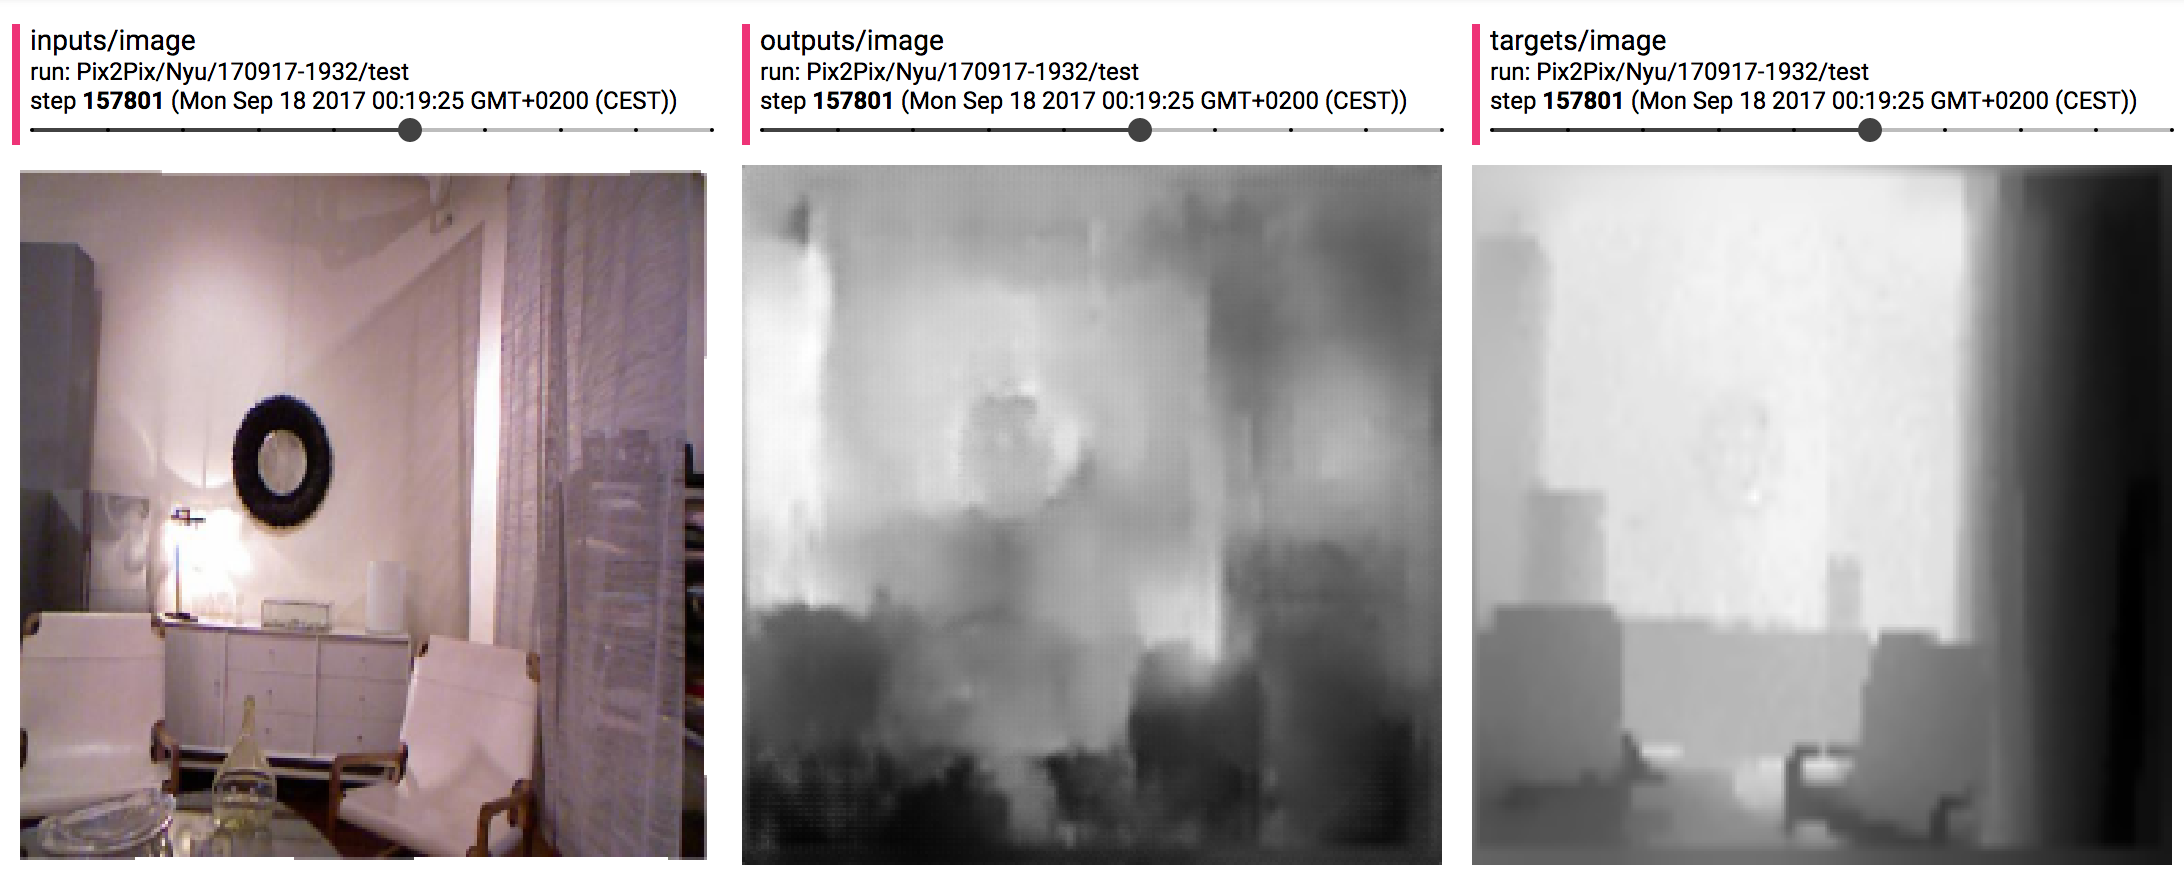 inputs/image
run: Pix2Pix/Nyu/170917-1932/test
step 157801 (Mon Sep 18 2017 00:19:25 GMT+0200 (CEST))
outputs/image
run: Pix2Pix/Nyu/170917-1932/test
step 157801 (Mon Sep 18 2017 00:19:25 GMT+0200 (CEST))
targets/image
run: Pix2Pix/Nyu/170917-1932/test
step 157801 (Mon Sep 18 2017 00:19:25 GMT+0200 (CEST))